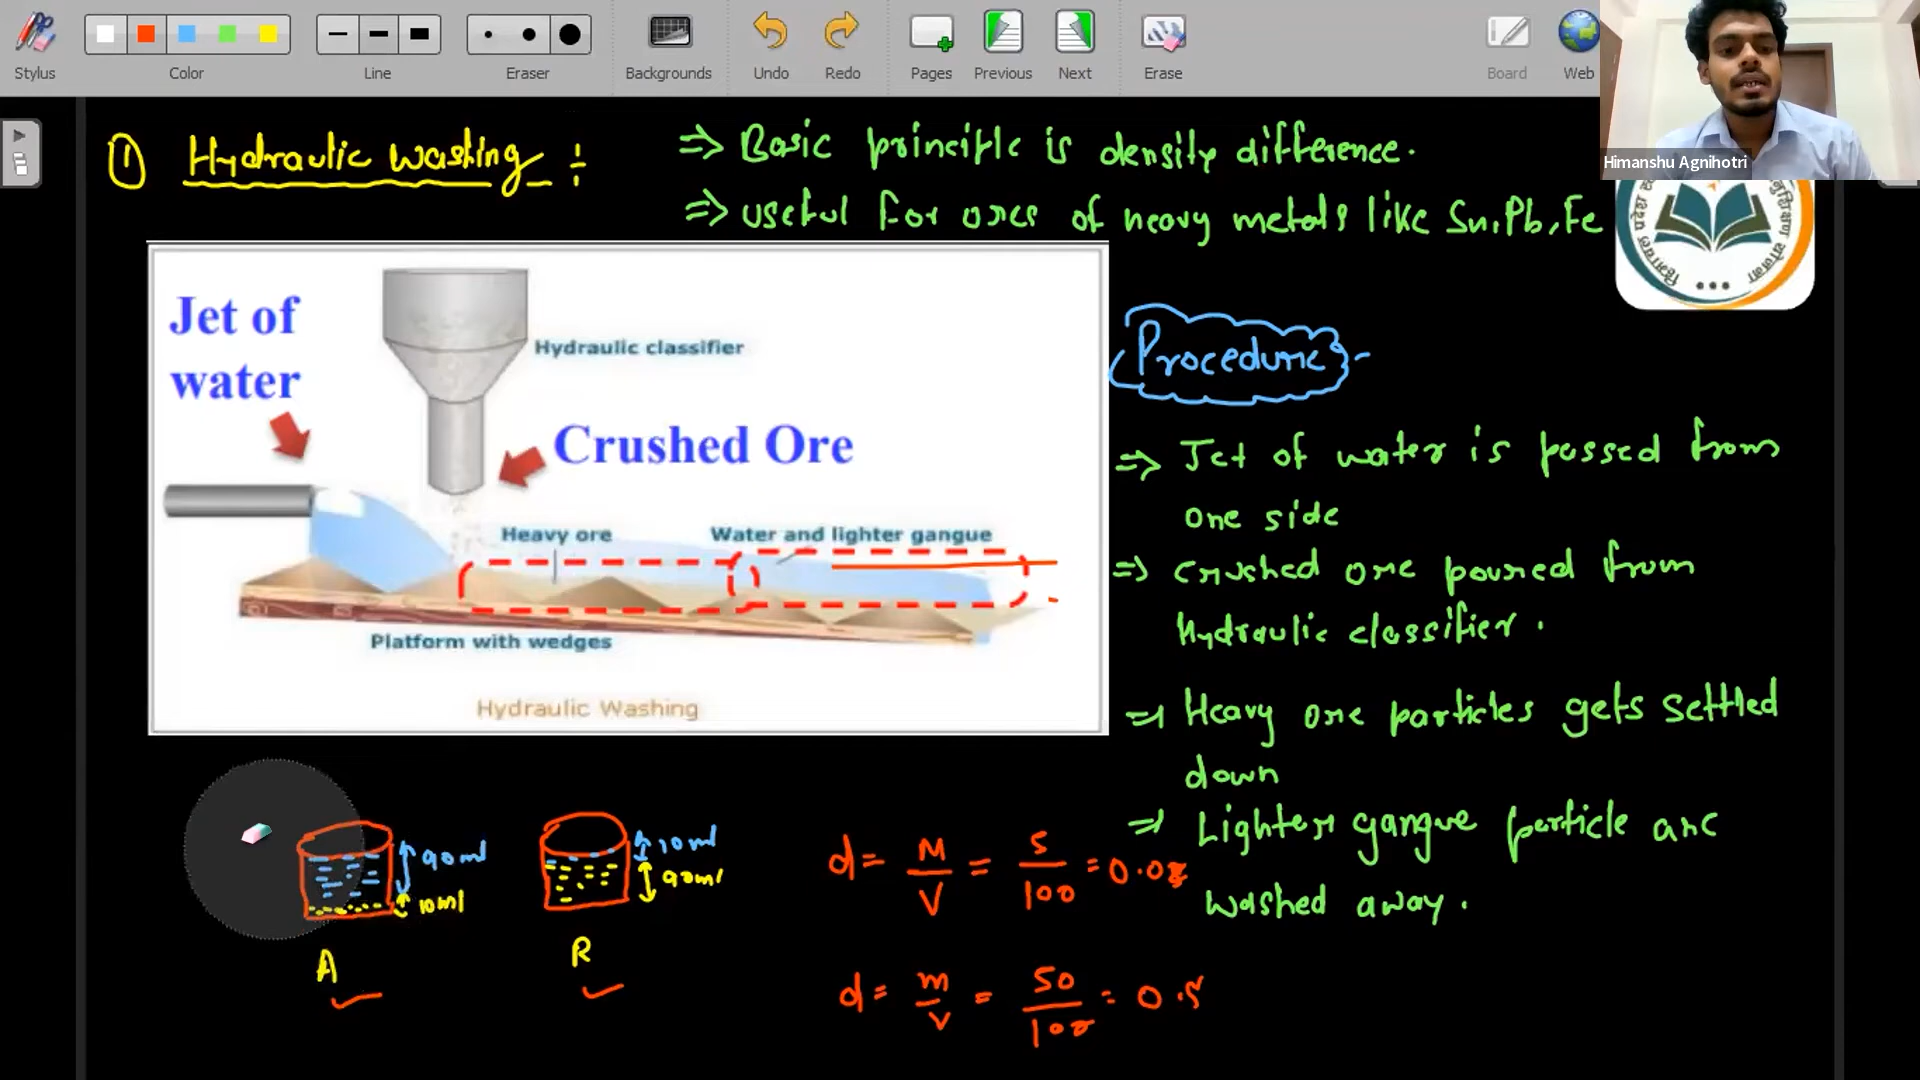 Stylus
Color
Line
Eraser
Backgrounds
Undo
Redo
Pages
Previous
Next
Erase
Board
Web
Himanshu Agnihotri
① Hydraulic washing :
⇒ Basic principle is density difference.
⇒ useful for ores of heavy metals like Sn, Pb, Fe
Jet of
water
Hydraulic classifier
Crushed Ore
Heavy ore
Water and lighter gangue
Platform with wedges
Hydraulic Washing
Procedure -
⇒ Jet of water is passed from
one side
⇒ crushed ore poured from
Hydraulic classifier.
⇒ Heavy ore particles gets settled
down
⇒ Lighter gangue particle are
washed away.
90ml
10ml
A
10ml
90ml
d = M/V = 5/100 = 0.05
d = m/v = 50/100 = 0.5